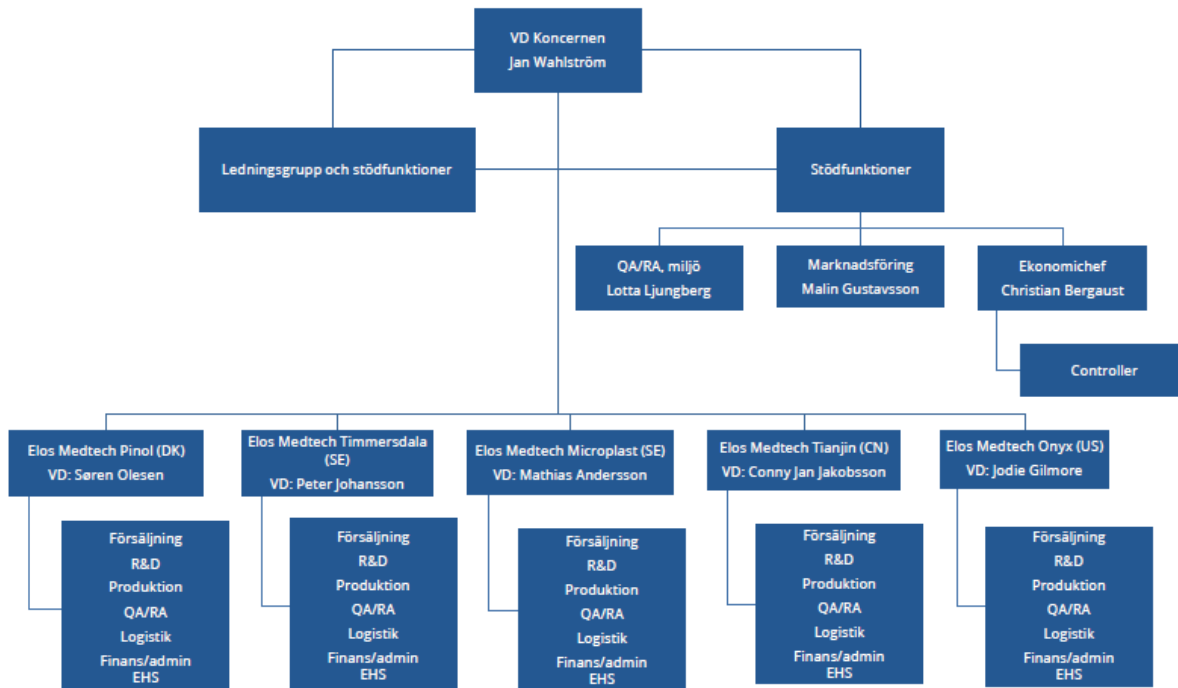 VD Koncernen
Jan Wahlström
Ledningsgrupp och stödfunktioner
Stödfunktioner
QA/RA, miljö
Lotta Ljungberg
Marknadsföring
Malin Gustavsson
Ekonomichef
Christian Bergaust
Controller
Elos Medtech Pinol (DK)
VD: Søren Olesen
Elos Medtech Timmersdala
(SE)
VD: Peter Johansson
Elos Medtech Microplast (SE)
VD: Mathias Andersson
Elos Medtech Tianjin (CN)
VD: Conny Jan Jakobsson
Elos Medtech Onyx (US)
VD: Jodie Gilmore
Försäljning
R&D
Produktion
QA/RA
Logistik
Finans/admin
EHS
Försäljning
R&D
Produktion
QA/RA
Logistik
Finans/admin
EHS
Försäljning
R&D
Produktion
QA/RA
Logistik
Finans/admin
EHS
Försäljning
R&D
Produktion
QA/RA
Logistik
Finans/admin
EHS
Försäljning
R&D
Produktion
QA/RA
Logistik
Finans/admin
EHS